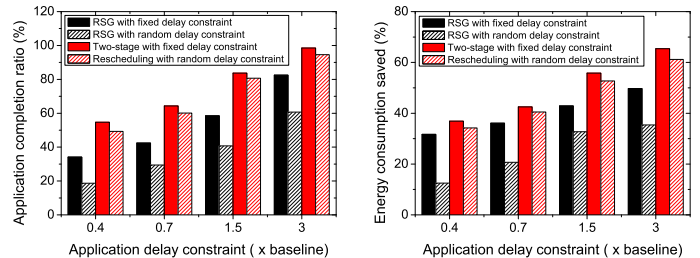 120
100
80
60
40
20
0
Application completion ratio (%)
RSG with fixed delay constraint
RSG with random delay constraint
Two-stage with fixed delay constraint
Rescheduling with random delay constraint
0.4 0.7 1.5 3
Application delay constraint ( x baseline)
80
60
40
20
0
Energy consumption saved (%)
RSG with fixed delay constraint
RSG with random delay constraint
Two-stage with fixed delay constraint
Rescheduling with random delay constraint
0.4 0.7 1.5 3
Application delay constraint ( x baseline)